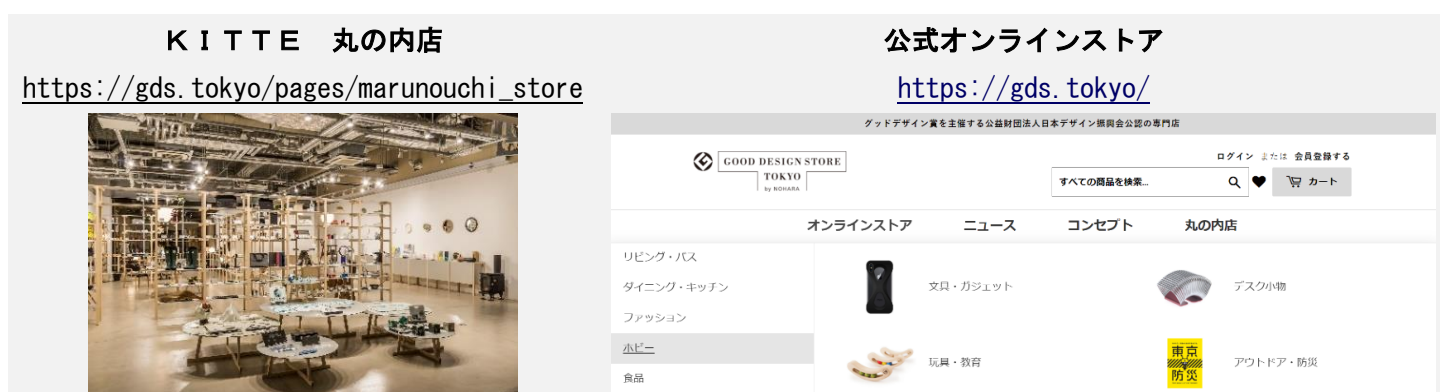 ＫＩＴＴＥ　丸の内店
https://gds.tokyo/pages/marunouchi_store
公式オンラインストア
https://gds.tokyo/
グッドデザイン賞を主催する公益財団法人日本デザイン振興会公認の専門店
GOOD DESIGN STORE
TOKYO
by NOHARA
ログイン または 会員登録する
すべての商品を検索...
カート
オンラインストア ニュース コンセプト 丸の内店
リビング・バス
ダイニング・キッチン
ファッション
ホビー
食品
文具・ガジェット
デスク小物
玩具・教育
東京
防災
アウトドア・防災